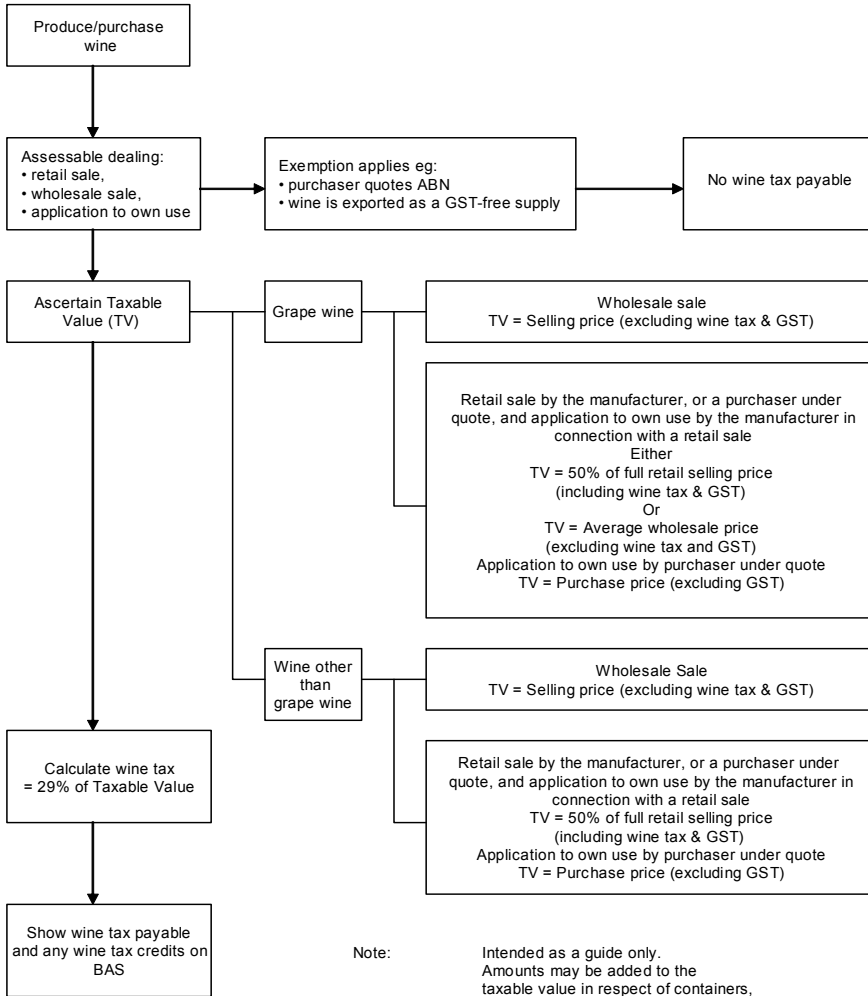 Produce/purchase
wine
Assessable dealing:
• retail sale,
• wholesale sale,
• application to own use
Exemption applies eg:
• purchaser quotes ABN
• wine is exported as a GST-free supply
No wine tax payable
Ascertain Taxable
Value (TV)
Grape wine
Wholesale sale
TV = Selling price (excluding wine tax & GST)
Retail sale by the manufacturer, or a purchaser under
quote, and application to own use by the manufacturer in
connection with a retail sale
Either
TV = 50% of full retail selling price
(including wine tax & GST)
Or
TV = Average wholesale price
(excluding wine tax and GST)
Application to own use by purchaser under quote
TV = Purchase price (excluding GST)
Wine other
than
grape wine
Wholesale Sale
TV = Selling price (excluding wine tax & GST)
Calculate wine tax
= 29% of Taxable Value
Retail sale by the manufacturer, or a purchaser under
quote, and application to own use by the manufacturer in
connection with a retail sale
TV = 50% of full retail selling price
(including wine tax & GST)
Application to own use by purchaser under quote
TV = Purchase price (excluding GST)
Show wine tax payable
and any wine tax credits on
BAS
Note: Intended as a guide only.
Amounts may be added to the
taxable value in respect of containers,